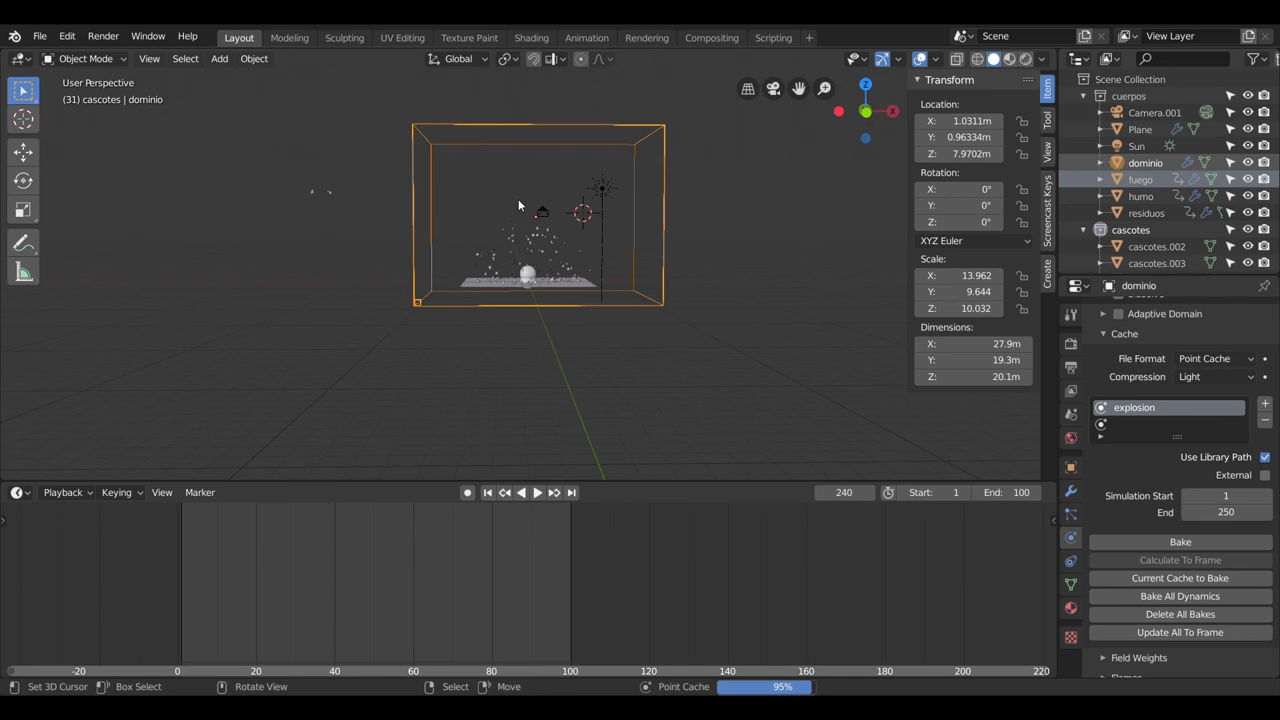 File Edit Render Window Help Layout Modeling Sculpting UV Editing Texture Paint Shading Animation Rendering Compositing Scripting + Scene View Layer
Object Mode View Select Add Object Global
User Perspective
(31) cascotes | dominio
Transform
Location:
X: 1.0311m
Y: 0.96334m
Z: 7.9702m
Rotation:
X: 0°
Y: 0°
Z: 0°
XYZ Euler
Scale:
X: 13.962
Y: 9.644
Z: 10.032
Dimensions:
X: 27.9m
Y: 19.3m
Z: 20.1m
Item
Tool
View
Screencast Keys
Create
Z
X
Scene Collection
cuerpos
Camera.001
Plane
Sun
dominio
fuego
humo
residuos
cascotes
cascotes.002
cascotes.003
dominio
Adaptive Domain
Cache
File Format Point Cache
Compression Light
explosion
Use Library Path
External
Simulation Start 1
End 250
Bake
Calculate To Frame
Current Cache to Bake
Bake All Dynamics
Delete All Bakes
Update All To Frame
Field Weights
Playback Keying View Marker 240 Start: 1 End: 100
-20 0 20 40 60 80 100 120 140 160 180 200 220
Set 3D Cursor Box Select Rotate View Select Move Point Cache 95%